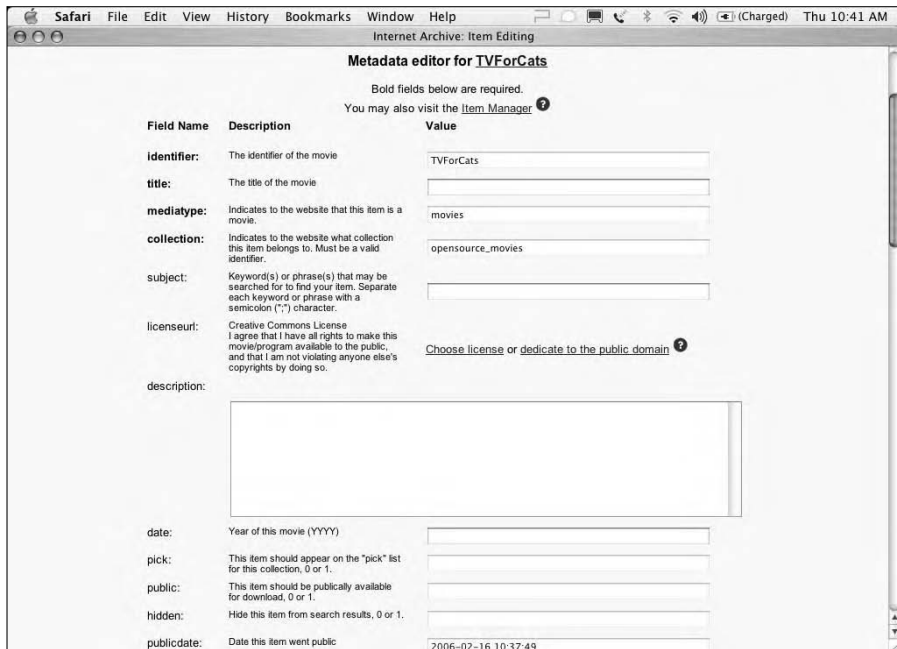 Safari File Edit View History Bookmarks Window Help (Charged) Thu 10:41 AM
Internet Archive: Item Editing
Metadata editor for TVForCats
Bold fields below are required.
You may also visit the Item Manager ?
Field Name Description Value
identifier: The identifier of the movie TVForCats
title: The title of the movie
mediatype: Indicates to the website that this item is a
movie. movies
collection: Indicates to the website what collection
this item belongs to. Must be a valid
identifier. opensource_movies
subject: Keyword(s) or phrase(s) that may be
searched for to find your item. Separate
each keyword or phrase with a
semicolon (";") character.
licenseurl: Creative Commons License
I agree that I have all rights to make this
movie/program available to the public,
and that I am not violating anyone else's
copyrights by doing so.
Choose license or dedicate to the public domain ?
description:
date: Year of this movie (YYYY)
pick: This item should appear on the "pick" list
for this collection, 0 or 1.
public: This item should be publically available
for download, 0 or 1.
hidden: Hide this item from search results, 0 or 1.
publicdate: Date this item went public 2006-02-16 10:37:49